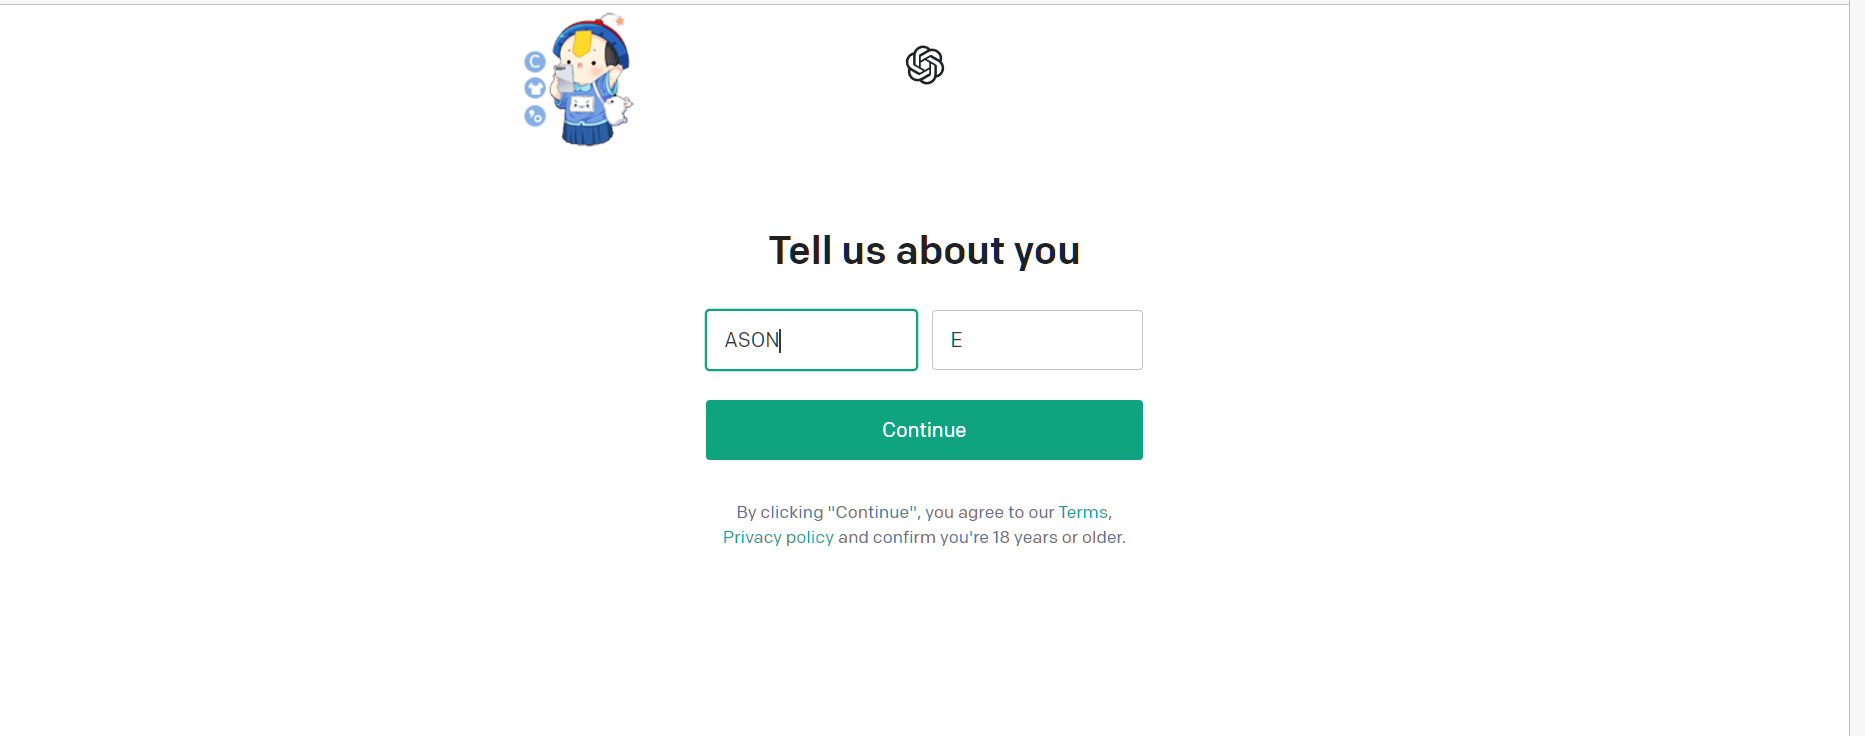 C
Tell us about you
ASON
E
Continue
By clicking "Continue", you agree to our Terms,
Privacy policy and confirm you're 18 years or older.